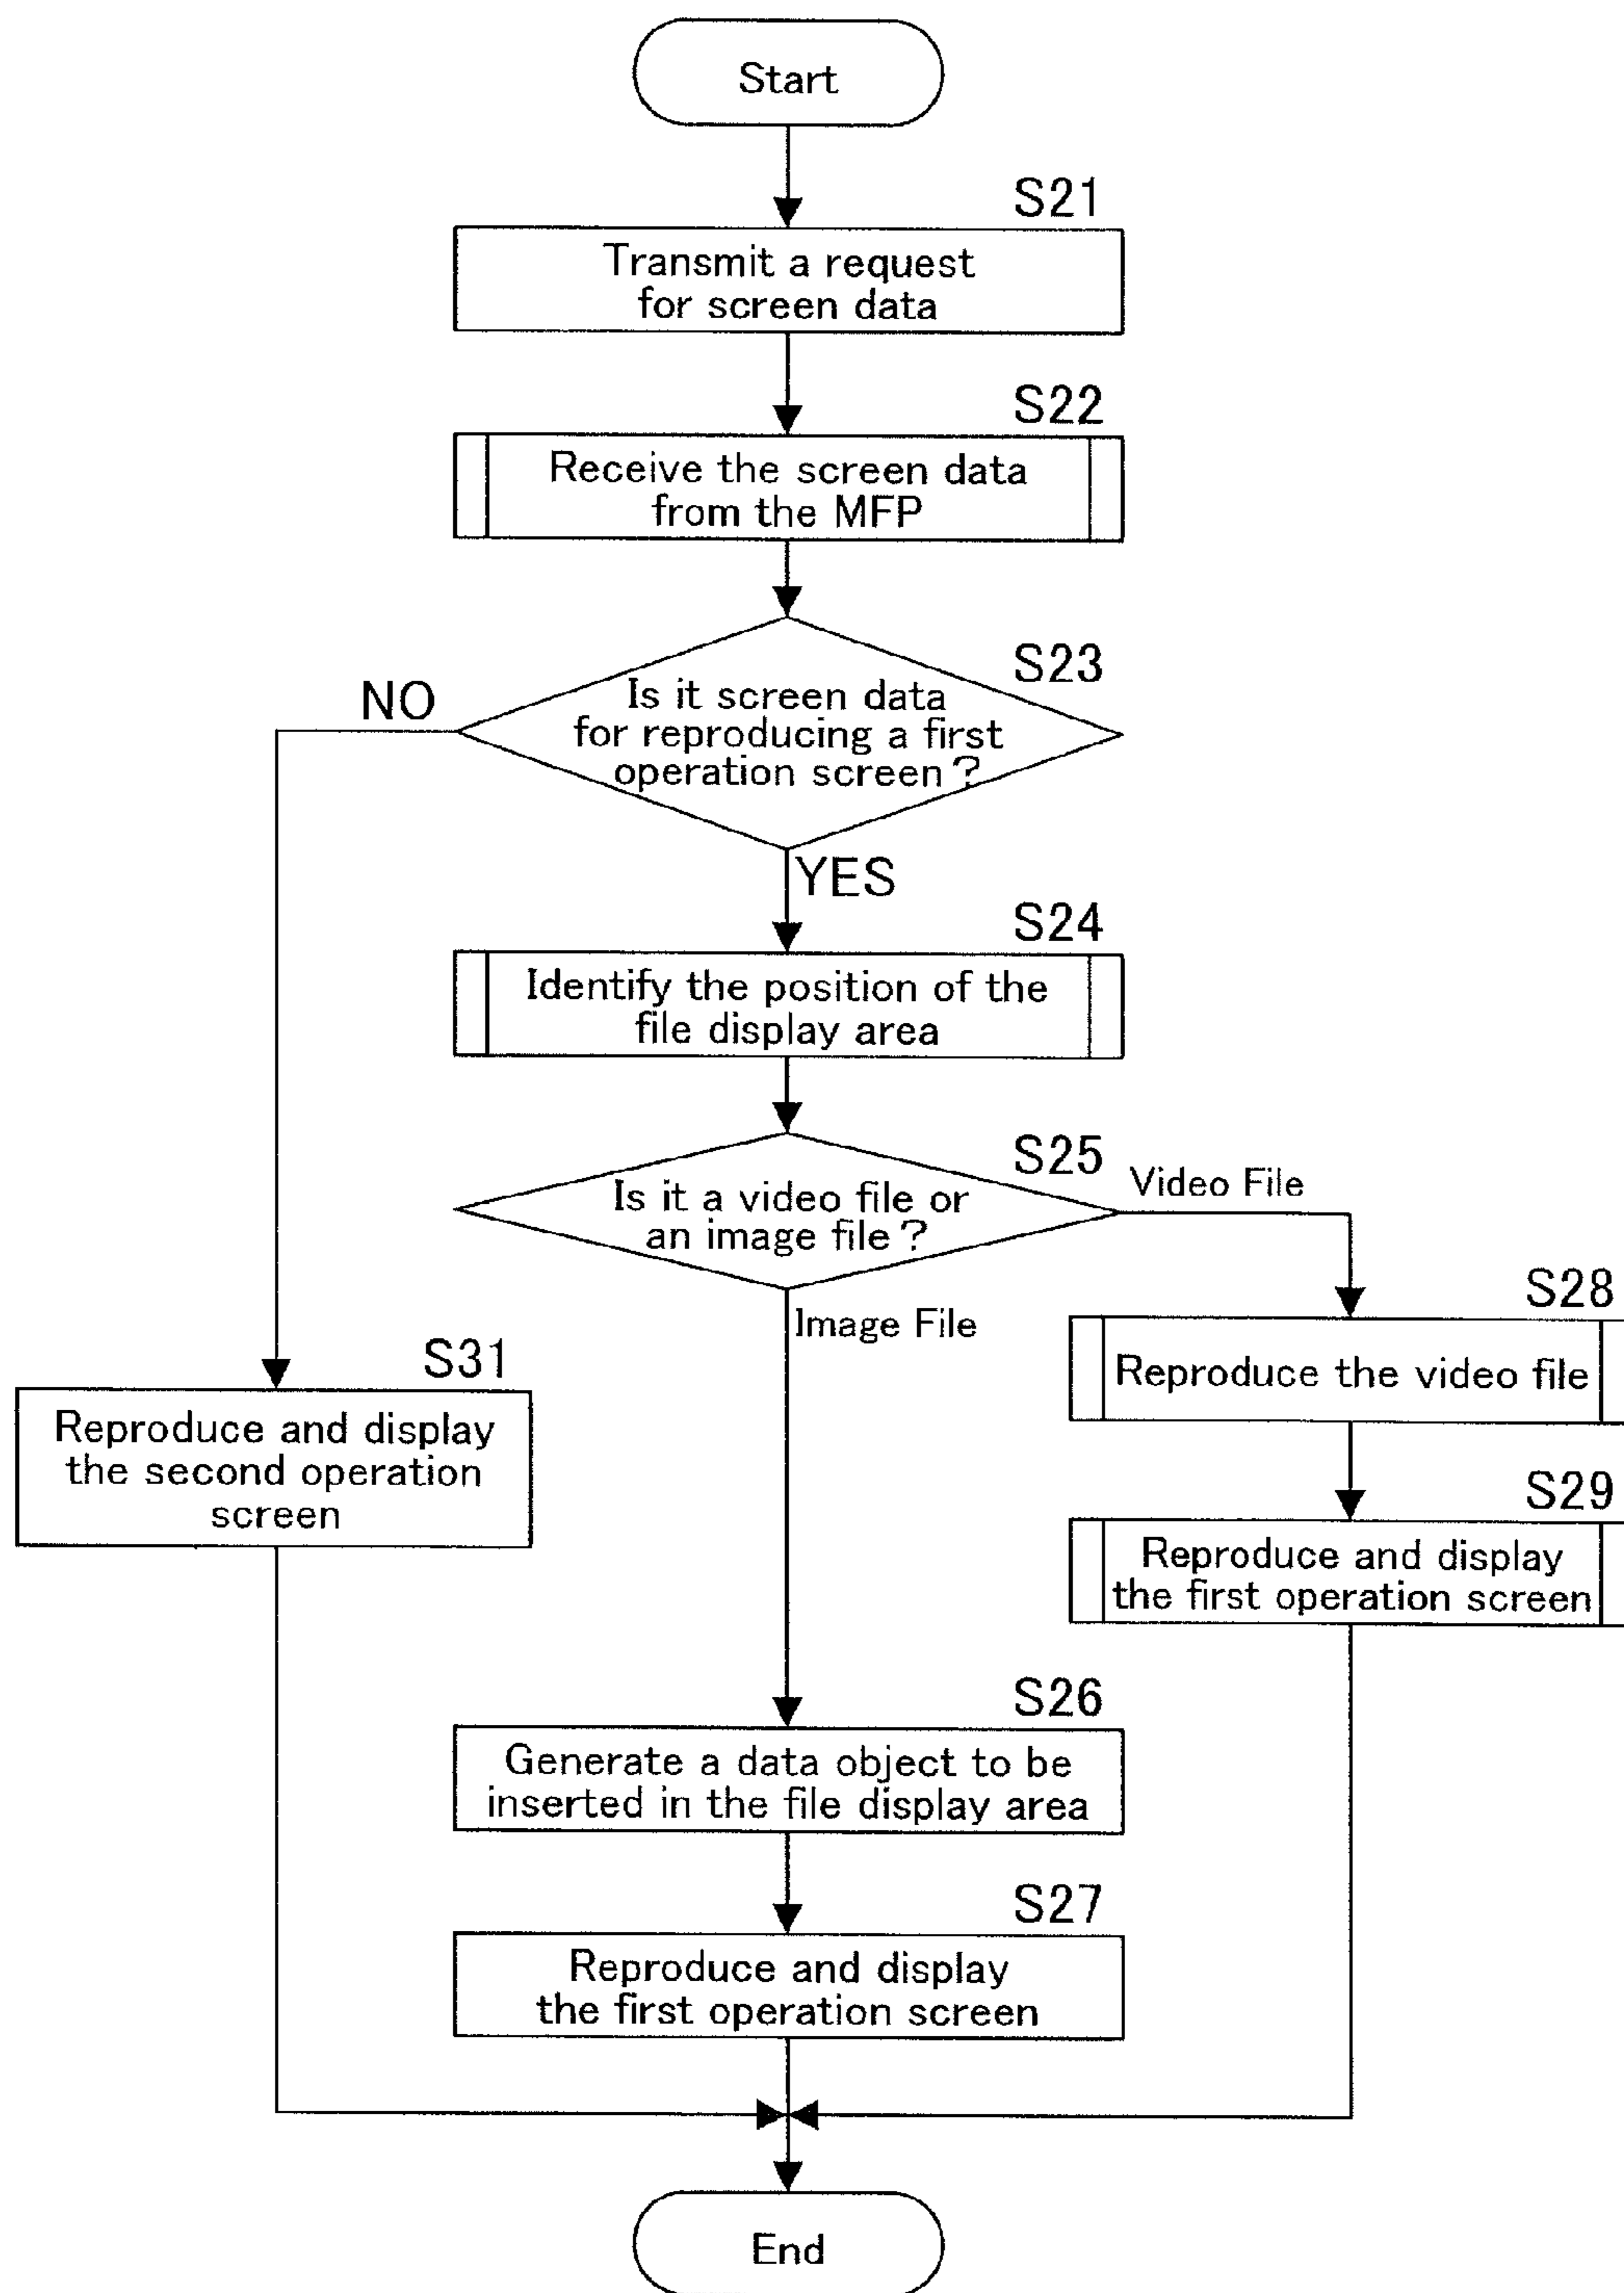 Start
S21
Transmit a request
for screen data
S22
Receive the screen data
from the MFP
S23
Is it screen data
for reproducing a first
operation screen?
NO
YES
S24
Identify the position of the
file display area
S25
Is it a video file or
an image file?
Video File
Image File
S28
Reproduce the video file
S31
Reproduce and display
the second operation
screen
S29
Reproduce and display
the first operation screen
S26
Generate a data object to be
inserted in the file display area
S27
Reproduce and display
the first operation screen
End